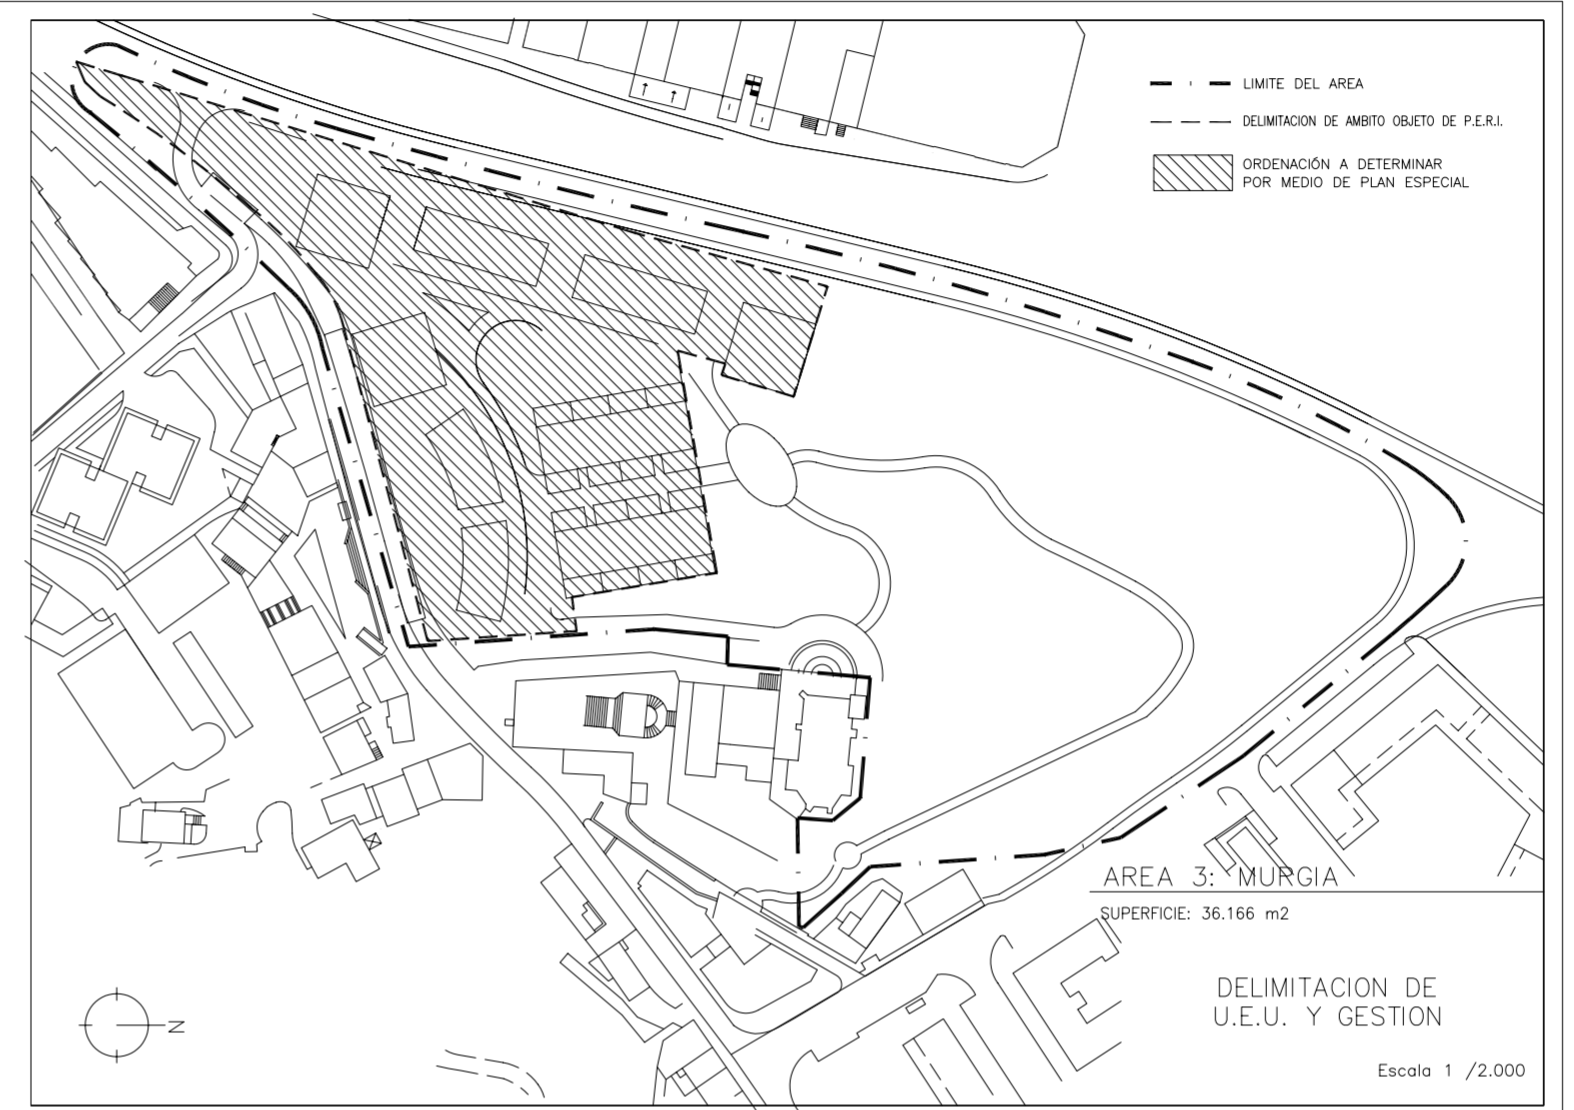 LIMITE DEL AREA
DELIMITACION DE AMBITO OBJETO DE P.E.R.I.
ORDENACIÓN A DETERMINAR
POR MEDIO DE PLAN ESPECIAL
AREA 3: MURGIA
SUPERFICIE: 36.166 m2
DELIMITACION DE
U.E.U. Y GESTION
N
Escala 1 /2.000